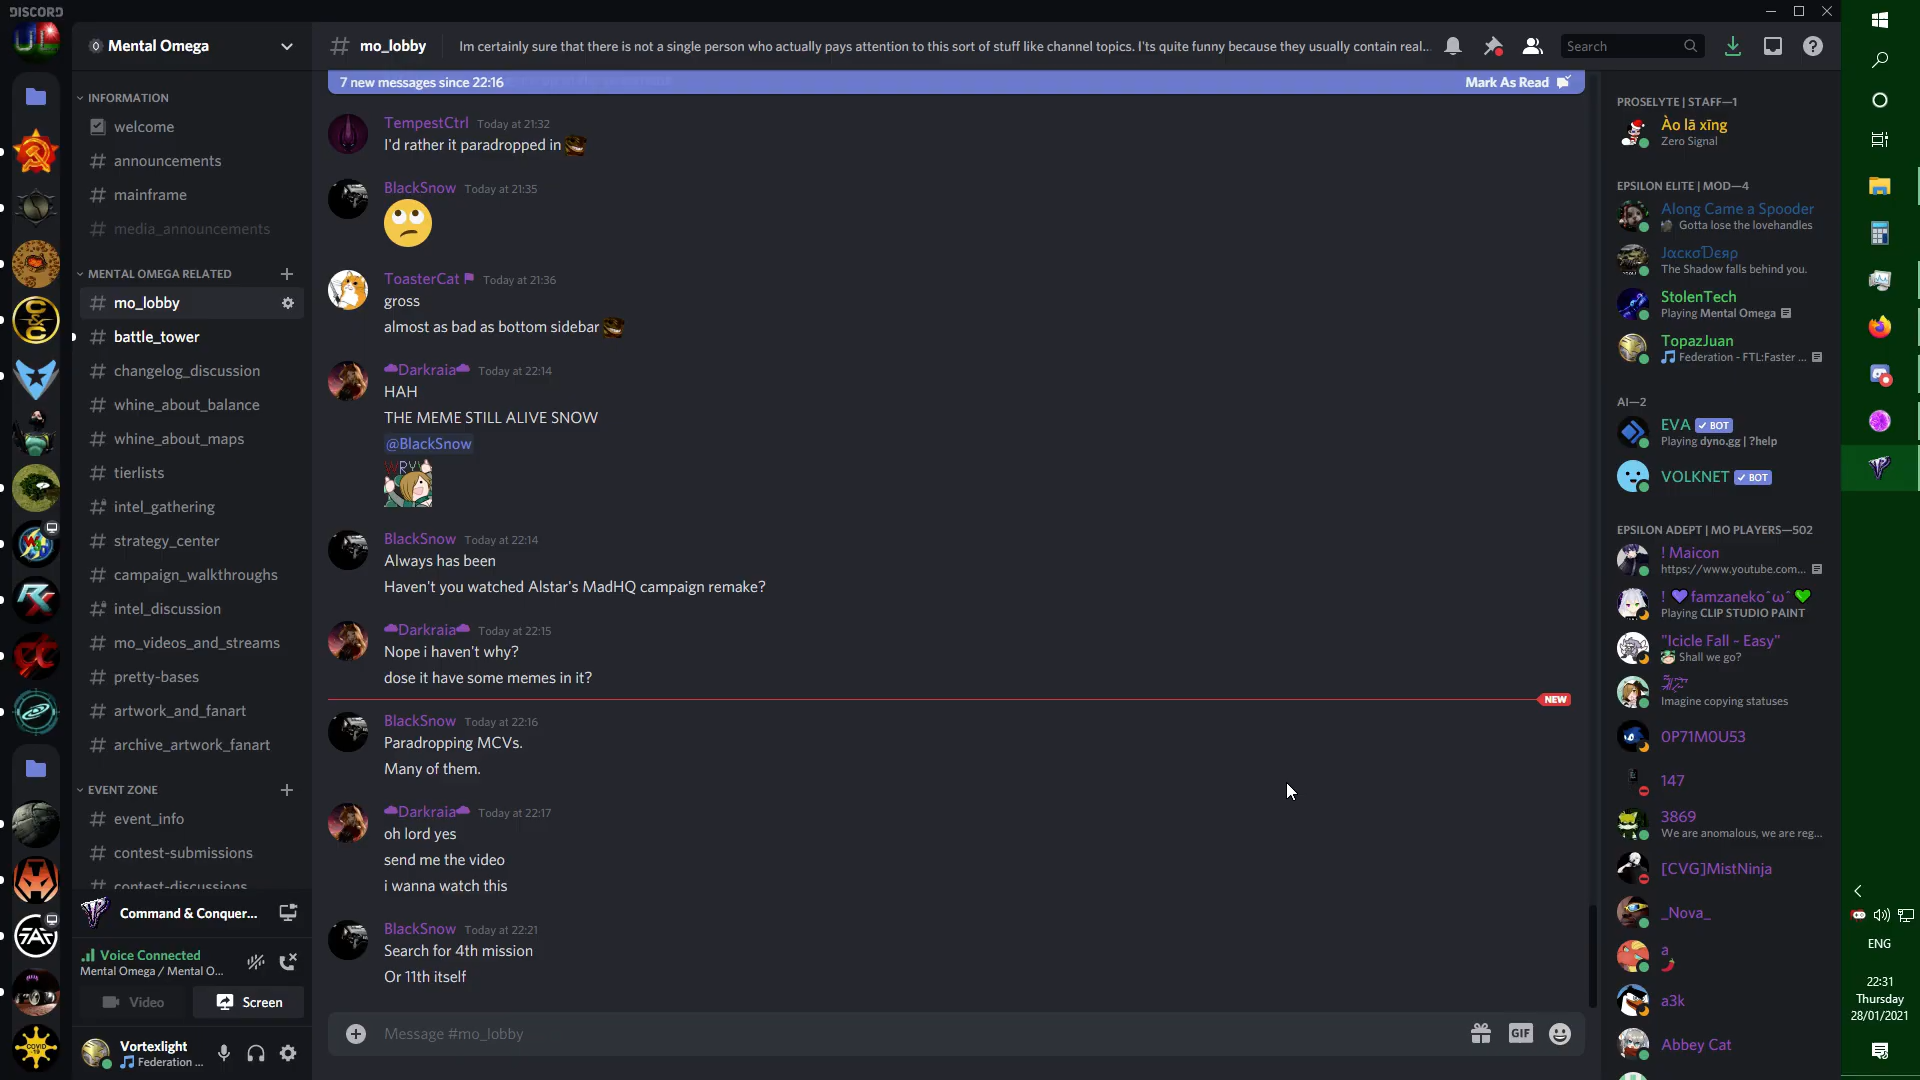 DISCORD
Mental Omega
INFORMATION
welcome
announcements
mainframe
media_announcements
MENTAL OMEGA RELATED
mo_lobby
battle_tower
changelog_discussion
whine_about_balance
whine_about_maps
tierlists
intel_gathering
strategy_center
campaign_walkthroughs
intel_discussion
mo_videos_and_streams
pretty-bases
artwork_and_fanart
archive_artwork_fanart
EVENT ZONE
event_info
contest-submissions
contest-discussions
Command & Conquer...
Voice Connected
Mental Omega / Mental O...
Video
Screen
Vortexlight
Federation ...
mo_lobby
Im certainly sure that there is not a single person who actually pays attention to this sort of stuff like channel topics. I'ts quite funny because they usually contain real...
Search
7 new messages since 22:16
Mark As Read
TempestCtrl Today at 21:32
I'd rather it paradropped in
BlackSnow Today at 21:35
ToasterCat Today at 21:36
gross
almost as bad as bottom sidebar
Darkraia Today at 22:14
HAH
THE MEME STILL ALIVE SNOW
@BlackSnow
WRYY
BlackSnow Today at 22:14
Always has been
Haven't you watched Alstar's MadHQ campaign remake?
Darkraia Today at 22:15
Nope i haven't why?
dose it have some memes in it?
NEW
BlackSnow Today at 22:16
Paradropping MCVs.
Many of them.
Darkraia Today at 22:17
oh lord yes
send me the video
i wanna watch this
BlackSnow Today at 22:21
Search for 4th mission
Or 11th itself
Message #mo_lobby
GIF
PROSELYTE | STAFF—1
Ào lā xīng
Zero Signal
EPSILON ELITE | MOD—4
Along Came a Spooder
Gotta lose the lovehandles
JαcκσƊєяρ
The Shadow falls behind you.
StolenTech
Playing Mental Omega
TopazJuan
Federation - FTL:Faster ...
AI—2
EVA BOT
Playing dyno.gg | ?help
VOLKNET BOT
EPSILON ADEPT | MO PLAYERS—502
! Maicon
https://www.youtube.com...
! 💜famzaneko^ω^ 💚
Playing CLIP STUDIO PAINT
"Icicle Fall - Easy"
Shall we go?
Imagine copying statuses
0P71M0U53
147
3869
We are anomalous, we are reg...
[CVG]MistNinja
_Nova_
a
a3k
Abbey Cat
ENG
22:31
Thursday
28/01/2021